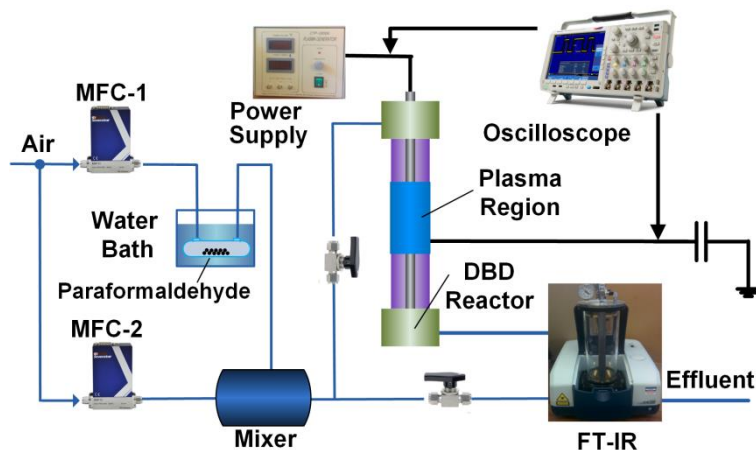 MFC-1
Air
Water
Bath
Paraformaldehyde
MFC-2
Mixer
Power
Supply
Oscilloscope
Plasma
Region
DBD
Reactor
Effluent
FT-IR